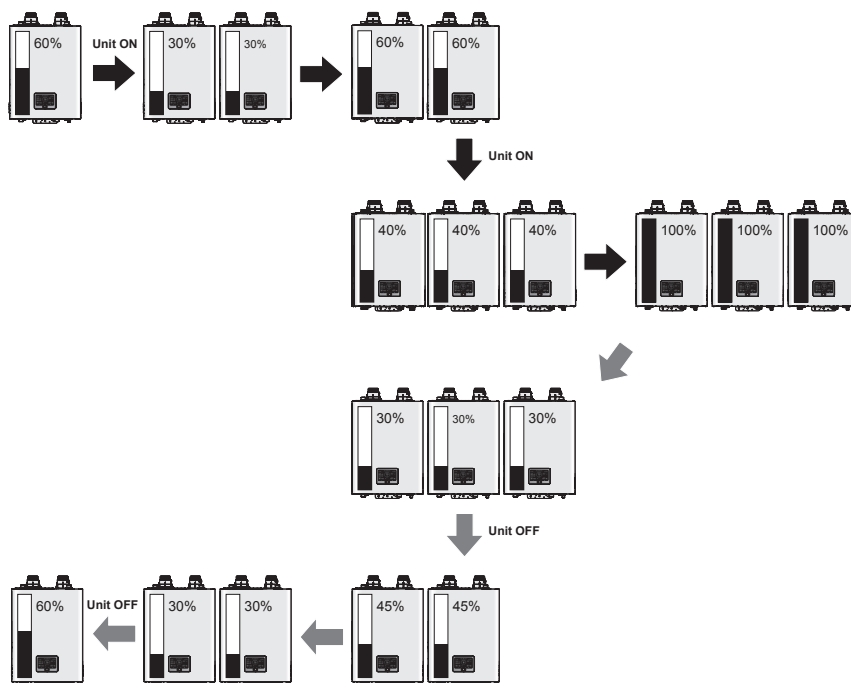 60% Unit ON 30% 30% 60% 60%
Unit ON
40% 40% 40% 100% 100% 100%
30% 30% 30%
Unit OFF
60% Unit OFF 30% 30% 45% 45%